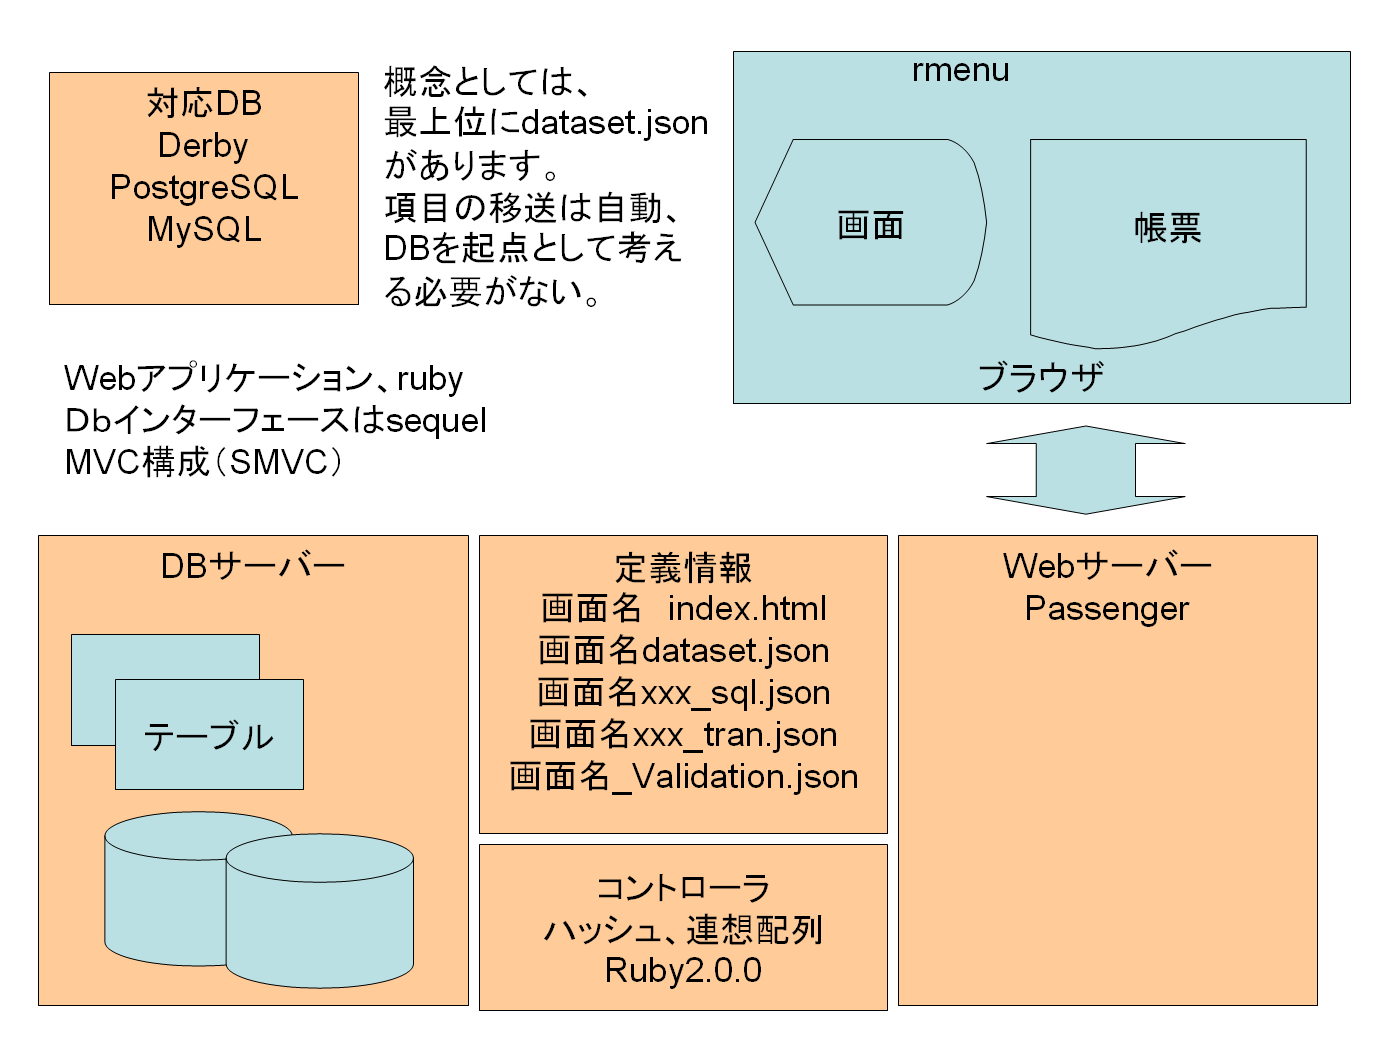 対応DB
Derby
PostgreSQL
MySQL
概念としては、
最上位にdataset.json
があります。
項目の移送は自動、
DBを起点として考え
る必要がない。
rmenu
画面
帳票
ブラウザ
Webアプリケーション、ruby
Dbインターフェースはsequel
MVC構成（SMVC）
DBサーバー
テーブル
定義情報
画面名　index.html
画面名dataset.json
画面名xxx_sql.json
画面名xxx_tran.json
画面名_Validation.json
コントローラ
ハッシュ、連想配列
Ruby2.0.0
Webサーバー
Passenger